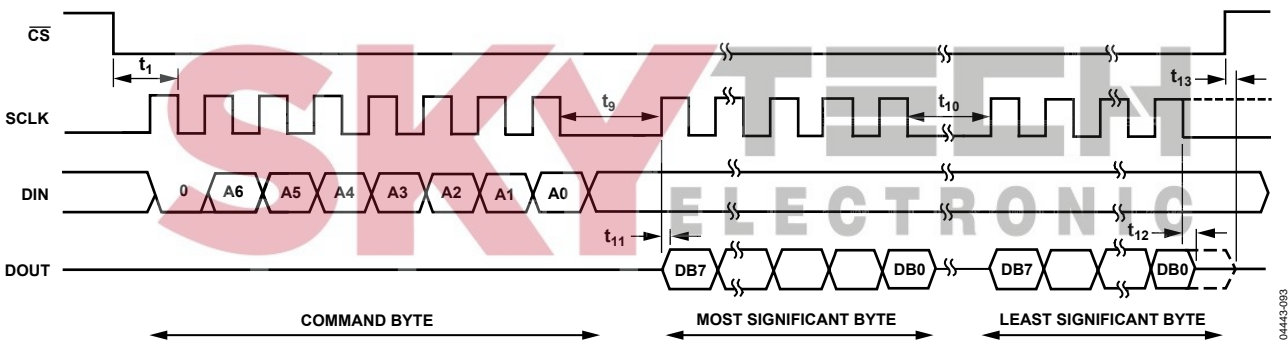 CS
t1
t13
SKYTECH
SCLK
t9
t10
DIN
0 A6 A5 A4 A3 A2 A1 A0
ELECTRONIC
t11
t12
DOUT
DB7 DB0 DB7 DB0
COMMAND BYTE MOST SIGNIFICANT BYTE LEAST SIGNIFICANT BYTE
04443-093